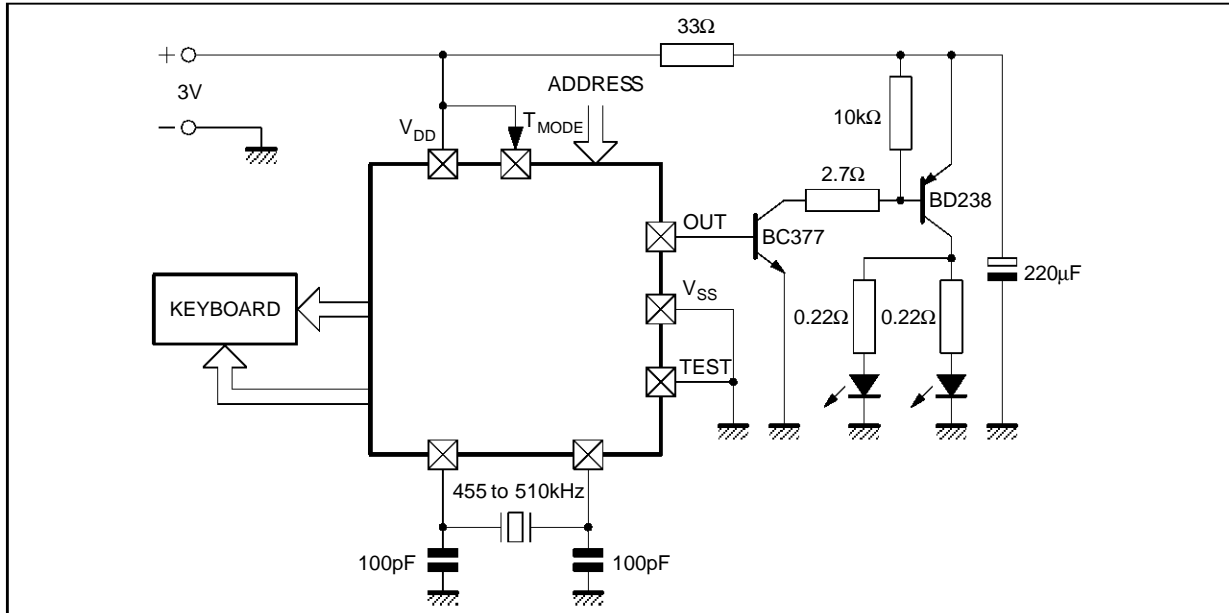 33Ω
+
3V
−
ADDRESS
VDD
TMODE
10kΩ
2.7Ω
BD238
OUT
BC377
VSS
220µF
KEYBOARD
0.22Ω
0.22Ω
TEST
455 to 510kHz
100pF
100pF